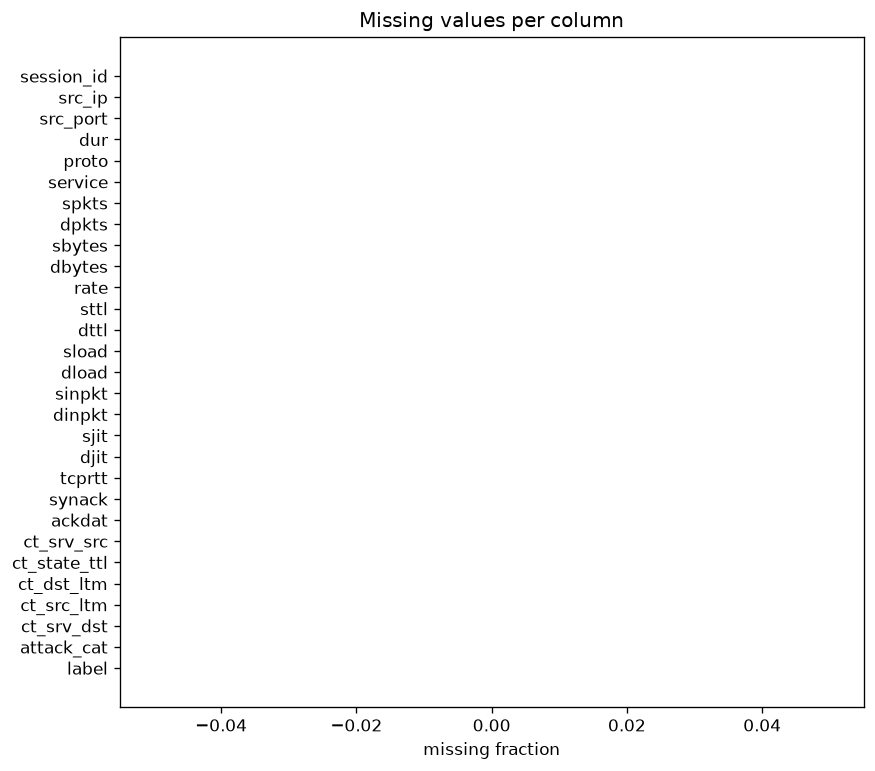 Missing values per column
session_id
src_ip
src_port
dur
proto
service
spkts
dpkts
sbytes
dbytes
rate
sttl
dttl
sload
dload
sinpkt
dinpkt
sjit
djit
tcprtt
synack
ackdat
ct_srv_src
ct_state_ttl
ct_dst_ltm
ct_src_ltm
ct_srv_dst
attack_cat
label
−0.04 −0.02 0.00 0.02 0.04
missing fraction